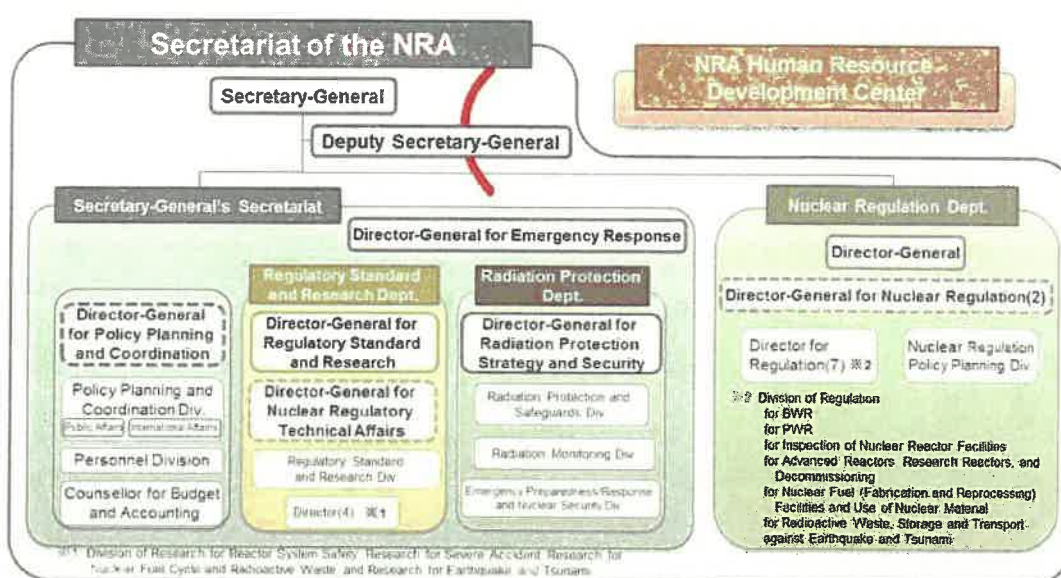 Secretariat of the NRA
NRA Human Resource
Development Center
Secretary-General
Deputy Secretary-General
Secretary-General's Secretariat
Director-General for Emergency Response
Director-General
for Policy Planning
and Coordination
Policy Planning and
Coordination Div.
Public Affairs
International Affairs
Personnel Division
Counsellor for Budget
and Accounting
Regulatory Standard
and Research Dept.
Director-General for
Regulatory Standard
and Research
Director-General for
Nuclear Regulatory
Technical Affairs
Regulatory Standard
and Research Div
Director(4) ※1
Radiation Protection
Dept.
Director-General for
Radiation Protection
Strategy and Security
Radiation Protection and
Safeguards Div
Radiation Monitoring Div
Emergency Preparedness/Response
and Nuclear Security Div
※1 Division of Research for Reactor System Safety, Research for Severe Accident, Research for
Nuclear Fuel Cycle and Radioactive Waste, and Research for Earthquake and Tsunami
Nuclear Regulation Dept.
Director-General
Director-General for Nuclear Regulation(2)
Director for
Regulation(7) ※2
Nuclear Regulation
Policy Planning Div.
※2 Division of Regulation
for BWR
for PWR
for Inspection of Nuclear Reactor Facilities
for Advanced Reactors, Research Reactors, and
Decommissioning
for Nuclear Fuel (Fabrication and Reprocessing)
Facilities and Use of Nuclear Material
for Radioactive Waste, Storage and Transport
against Earthquake and Tsunami